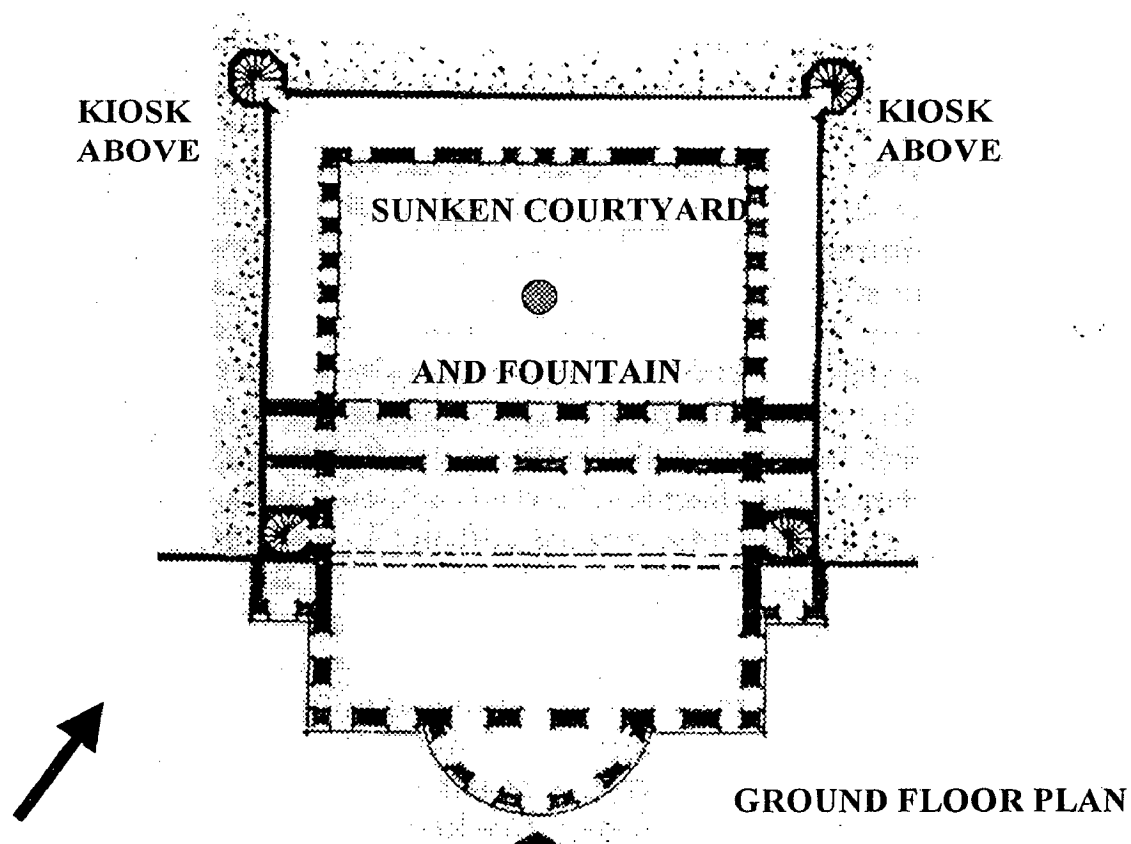 KIOSK
ABOVE
KIOSK
ABOVE
SUNKEN COURTYARD
AND FOUNTAIN
GROUND FLOOR PLAN